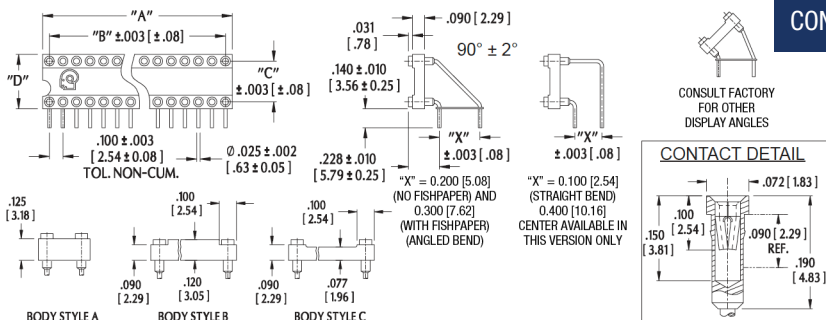 "A"
"B" ±.003 [ ±.08]
"D"
"C"
±.003 [ ±.08]
.100 ±.003
[ 2.54 ± 0.08 ]
TOL. NON-CUM.
Ø .025 ±.002
[ .63 ± 0.05 ]
.031
[ .78 ]
.090 [ 2.29 ]
90° ± 2°
.140 ±.010
[ 3.56 ± 0.25 ]
.228 ±.010
[ 5.79 ± 0.25 ]
"X"
±.003 [ .08 ]
"X" = 0.200 [5.08]
(NO FISHPAPER) AND
0.300 [7.62]
(WITH FISHPAPER)
(ANGLED BEND)
"X"
±.003 [ .08 ]
"X" = 0.100 [2.54]
(STRAIGHT BEND)
0.400 [10.16]
CENTER AVAILABLE IN
THIS VERSION ONLY
CON
CONSULT FACTORY
FOR OTHER
DISPLAY ANGLES
CONTACT DETAIL
.072 [ 1.83 ]
.100
[ 2.54 ]
.150
[ 3.81 ]
.090 [ 2.29 ]
REF.
.190
[ 4.83 ]
.125
[ 3.18 ]
BODY STYLE A
.100
[ 2.54 ]
.090
[ 2.29 ]
.120
[ 3.05 ]
BODY STYLE B
.100
[ 2.54 ]
.090
[ 2.29 ]
.077
[ 1.96 ]
BODY STYLE C